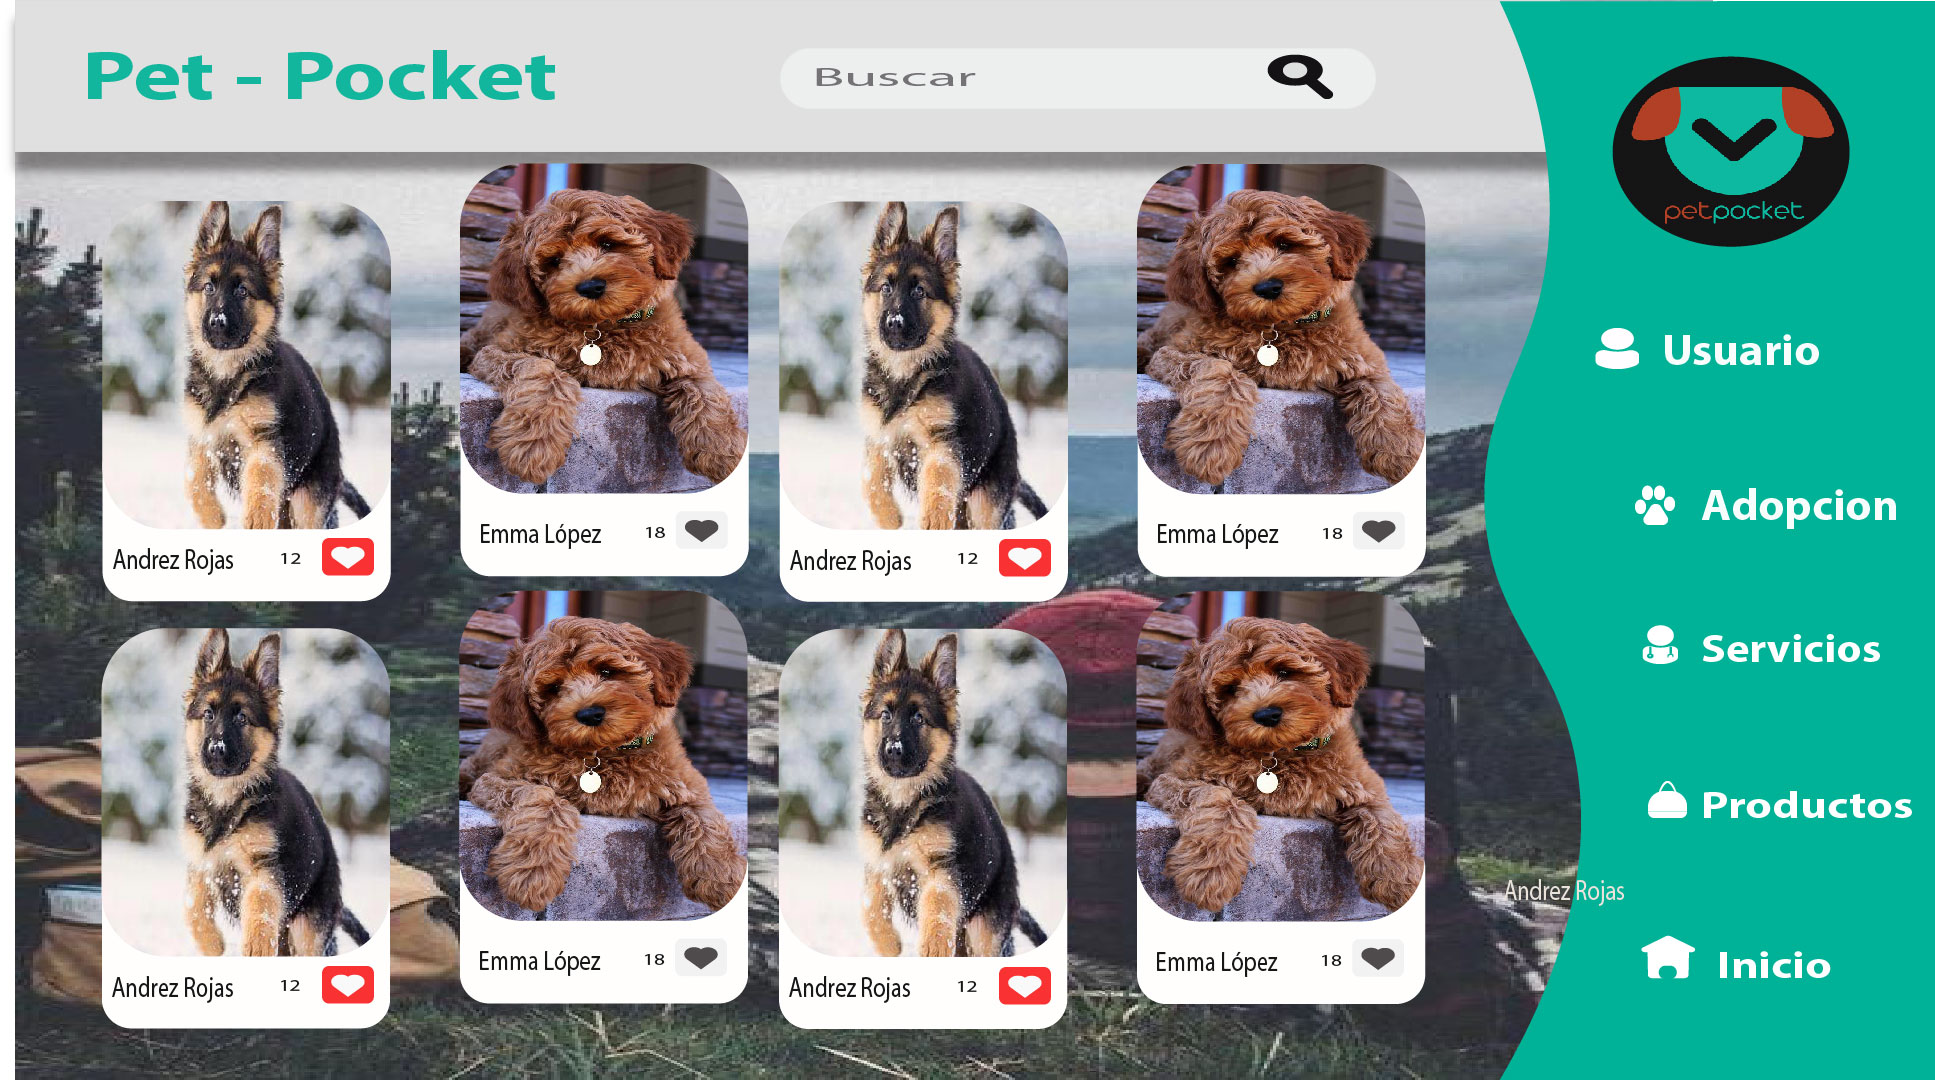 Pet - Pocket
Buscar
petpocket
Usuario
Adopcion
Servicios
Productos
Andrez Rojas
Inicio
Andrez Rojas 12
Emma López 18
Andrez Rojas 12
Emma López 18
Andrez Rojas 12
Emma López 18
Andrez Rojas 12
Emma López 18